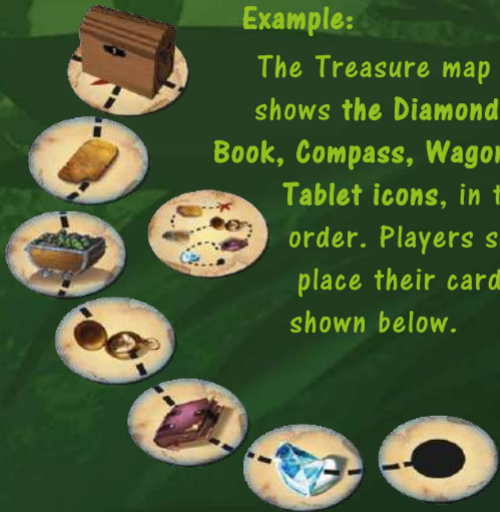 Example:
The Treasure map
shows the Diamond
Book, Compass, Wagon
Tablet icons, in
order. Players
place their card
shown below.